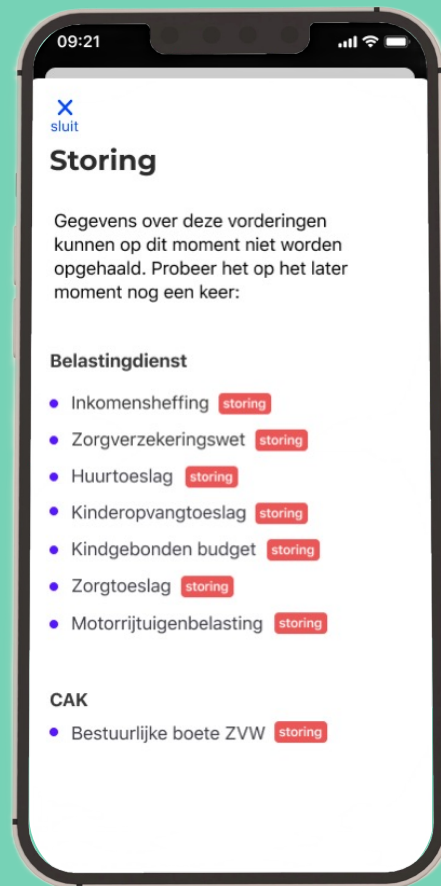 09:21
sluit
Storing
Gegevens over deze vorderingen
kunnen op dit moment niet worden
opgehaald. Probeer het op het later
moment nog een keer:
Belastingdienst
Inkomensheffing storing
Zorgverzekeringswet storing
Huurtoeslag storing
Kinderopvangtoeslag storing
Kindgebonden budget storing
Zorgtoeslag storing
Motorrijtuigenbelasting storing
CAK
Bestuurlijke boete ZVW storing